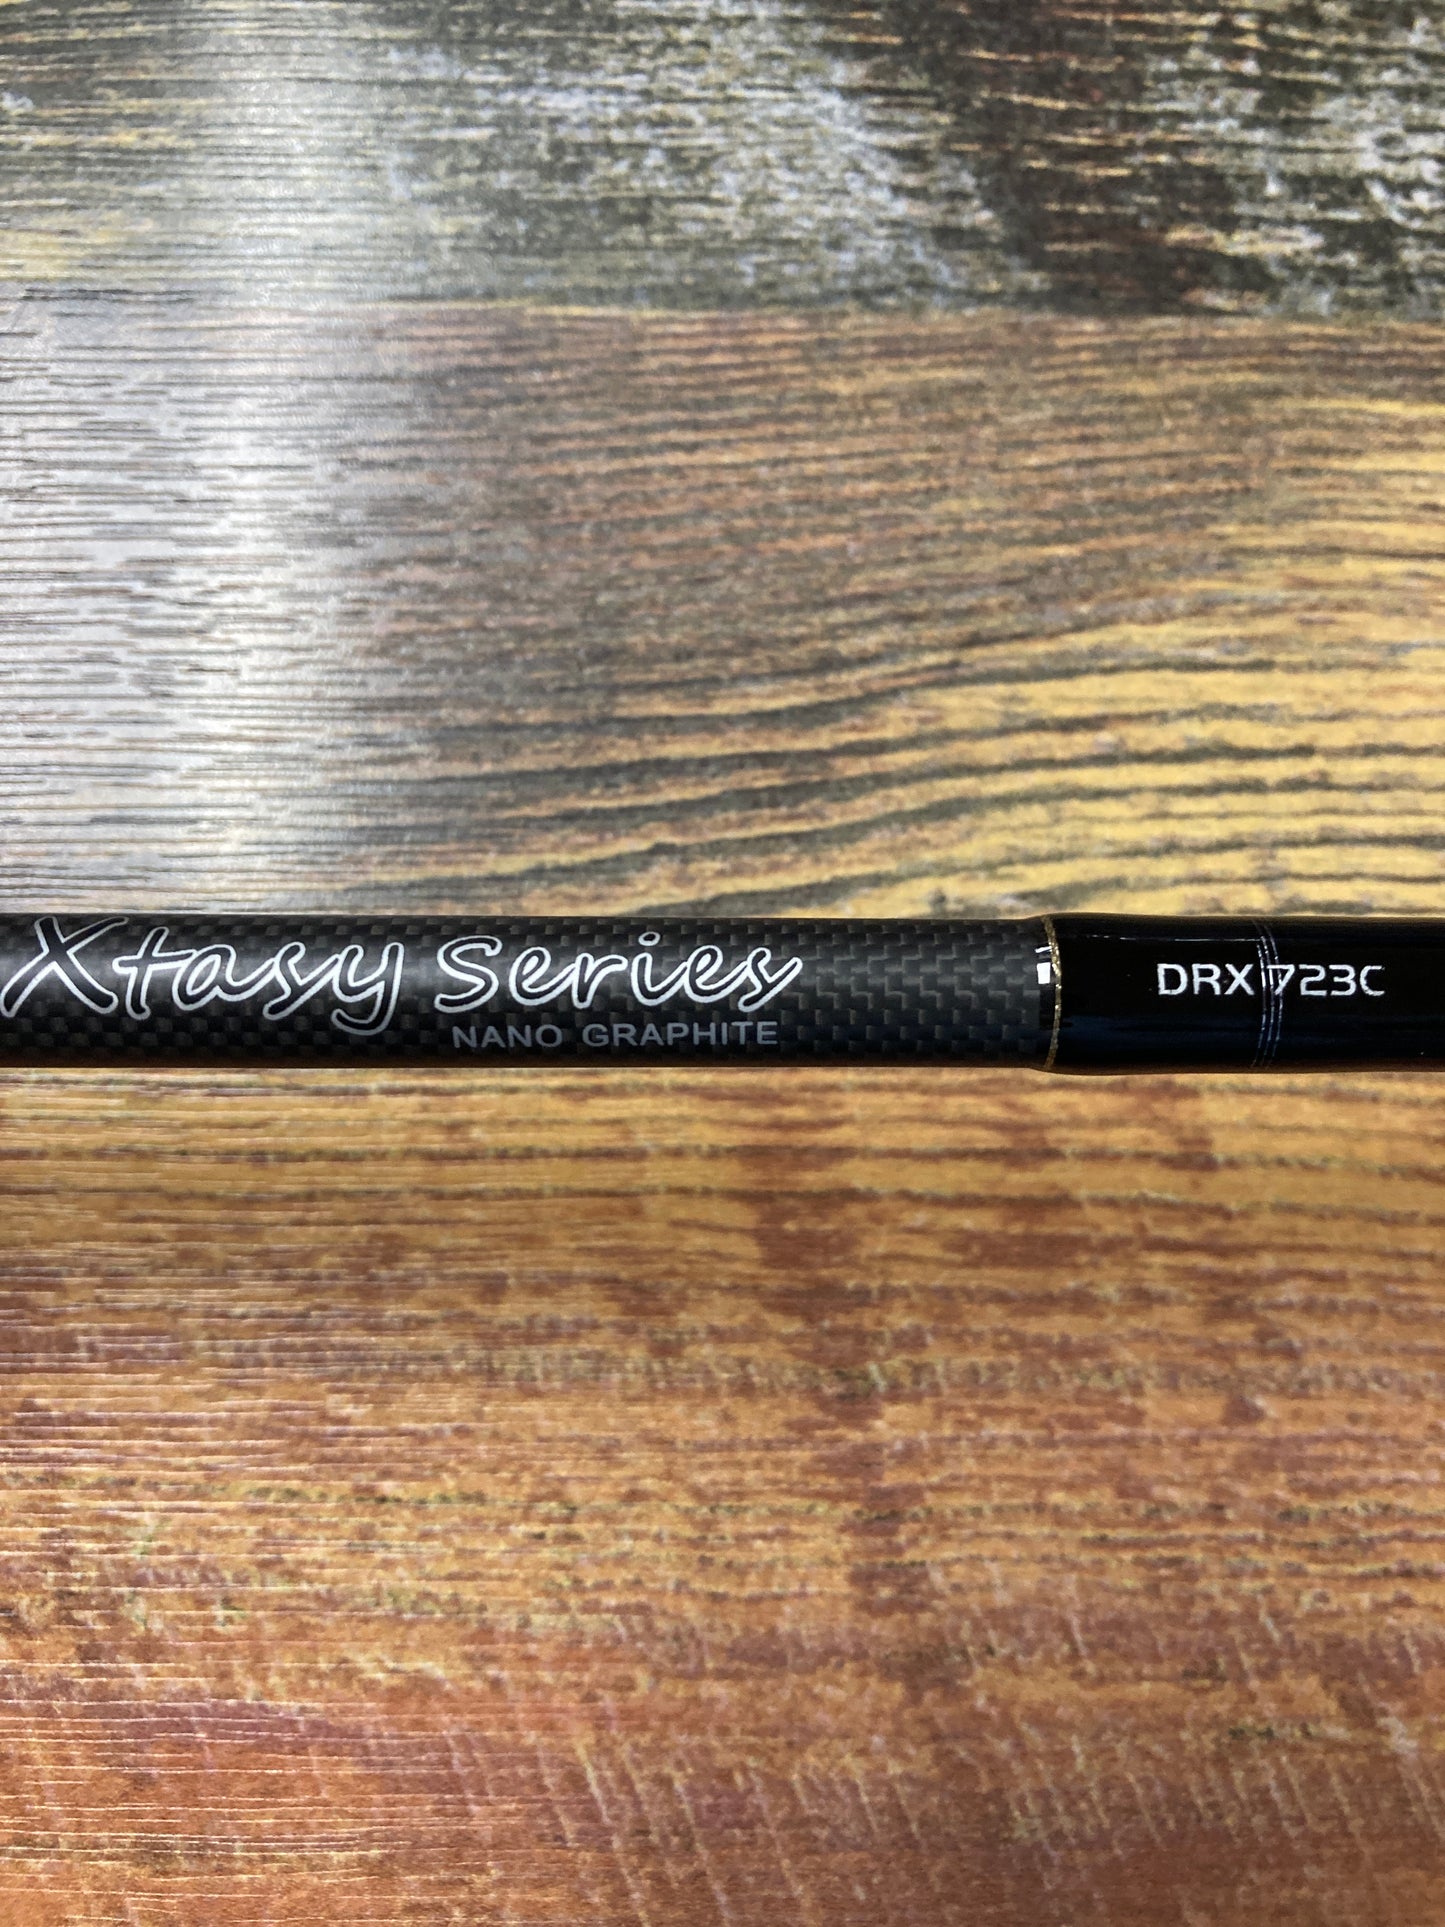 Xtasy Series
NANO GRAPHITE
DRX 723C